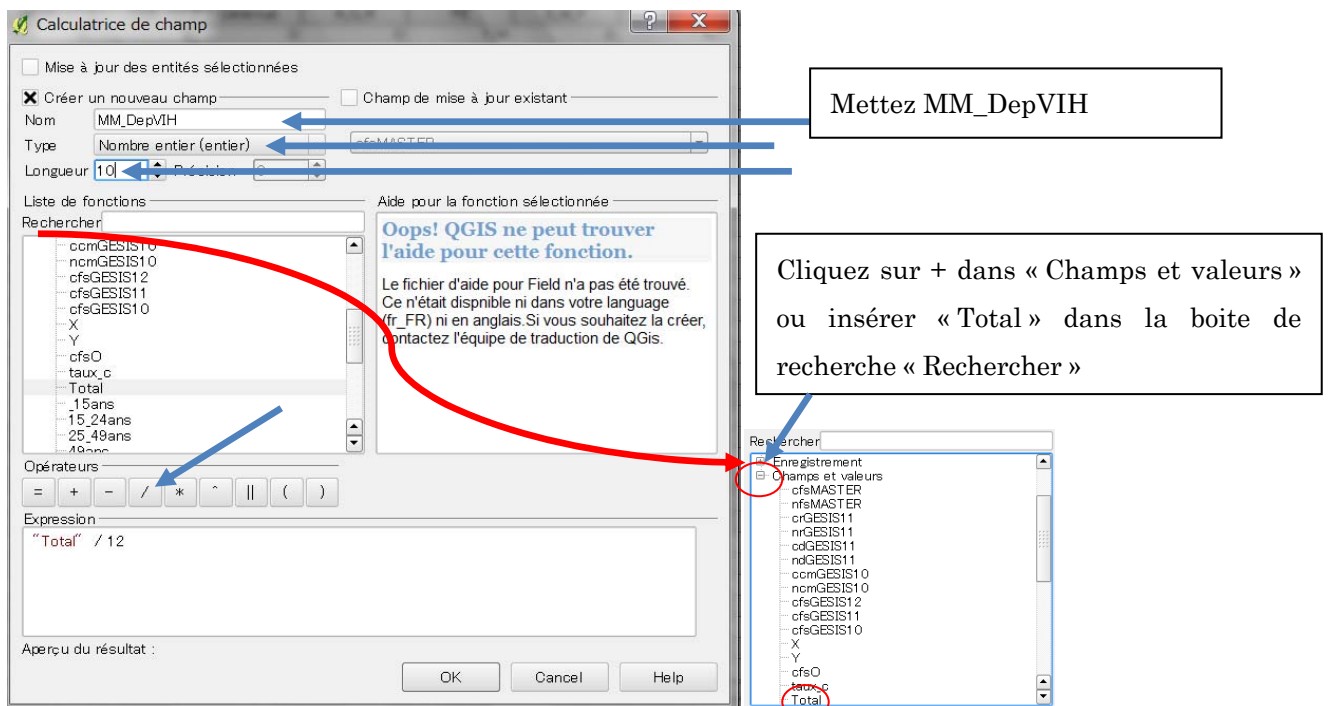 Calculatrice de champ
Mise à jour des entités sélectionnées
Créer un nouveau champ
Champ de mise à jour existant
Nom MM_DepVIH
Type Nombre entier (entier)
cfsMASTER
Longueur 10 Précision 0
Liste de fonctions
Rechercher
ccmGESIS10
ncmGESIS10
cfsGESIS12
cfsGESIS11
cfsGESIS10
X
Y
cfsO
taux_c
Total
_15ans
15_24ans
25_49ans
49ans
Aide pour la fonction sélectionnée
Oops! QGIS ne peut trouver
l'aide pour cette fonction.
Le fichier d'aide pour Field n'a pas été trouvé.
Ce n'était dispnible ni dans votre language
(fr_FR) ni en anglais.Si vous souhaitez la créer,
contactez l'équipe de traduction de QGis.
Opérateurs
= + - / * ^ || ( )
Expression
"Total" / 12
Aperçu du résultat :
OK Cancel Help
Mettez MM_DepVIH
Cliquez sur + dans « Champs et valeurs »
ou insérer « Total » dans la boite de
recherche « Rechercher »
Rechercher
Enregistrement
Champs et valeurs
cfsMASTER
nfsMASTER
crGESIS11
nrGESIS11
cdGESIS11
ndGESIS11
ccmGESIS10
ncmGESIS10
cfsGESIS12
cfsGESIS11
cfsGESIS10
X
Y
cfsO
taux_c
Total